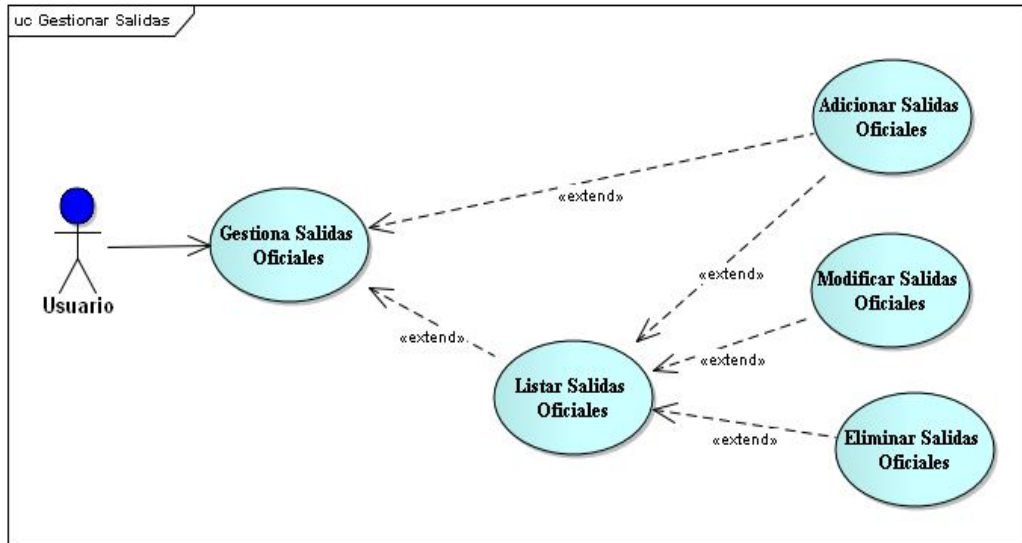 uc Gestionar Salidas
Adicionar Salidas
Oficiales
«extend»
Gestiona Salidas
Oficiales
«extend»
Modificar Salidas
Oficiales
Usuario
«extend»
«extend»
Listar Salidas
Oficiales
«extend»
Eliminar Salidas
Oficiales